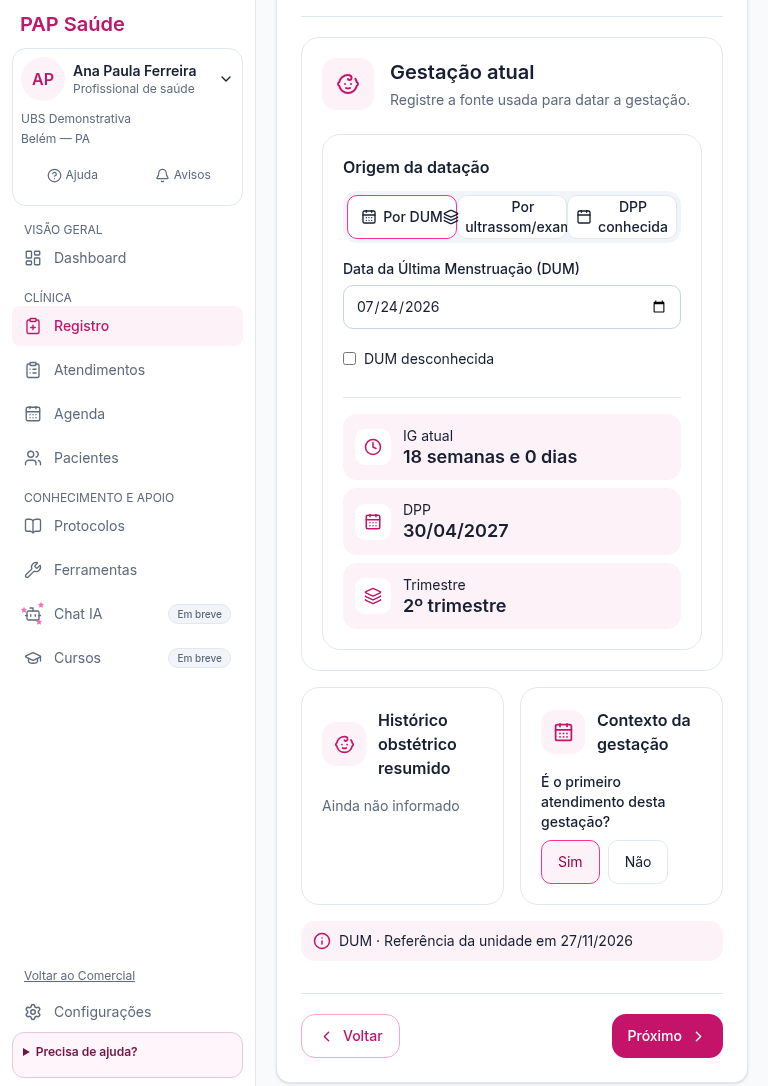 PAP Saúde
AP
Ana Paula Ferreira
Profissional de saúde
UBS Demonstrativa
Belém — PA
Ajuda
Avisos
VISÃO GERAL
Dashboard
CLÍNICA
Registro
Atendimentos
Agenda
Pacientes
CONHECIMENTO E APOIO
Protocolos
Ferramentas
Chat IA
Em breve
Cursos
Em breve
Voltar ao Comercial
Configurações
Precisa de ajuda?
Gestação atual
Registre a fonte usada para datar a gestação.
Origem da datação
Por DUM
Por
ultrassom/exam
DPP
conhecida
Data da Última Menstruação (DUM)
07/24/2026
DUM desconhecida
IG atual
18 semanas e 0 dias
DPP
30/04/2027
Trimestre
2º trimestre
Histórico
obstétrico
resumido
Ainda não informado
Contexto da
gestação
É o primeiro
atendimento desta
gestação?
Sim
Não
DUM · Referência da unidade em 27/11/2026
Voltar
Próximo